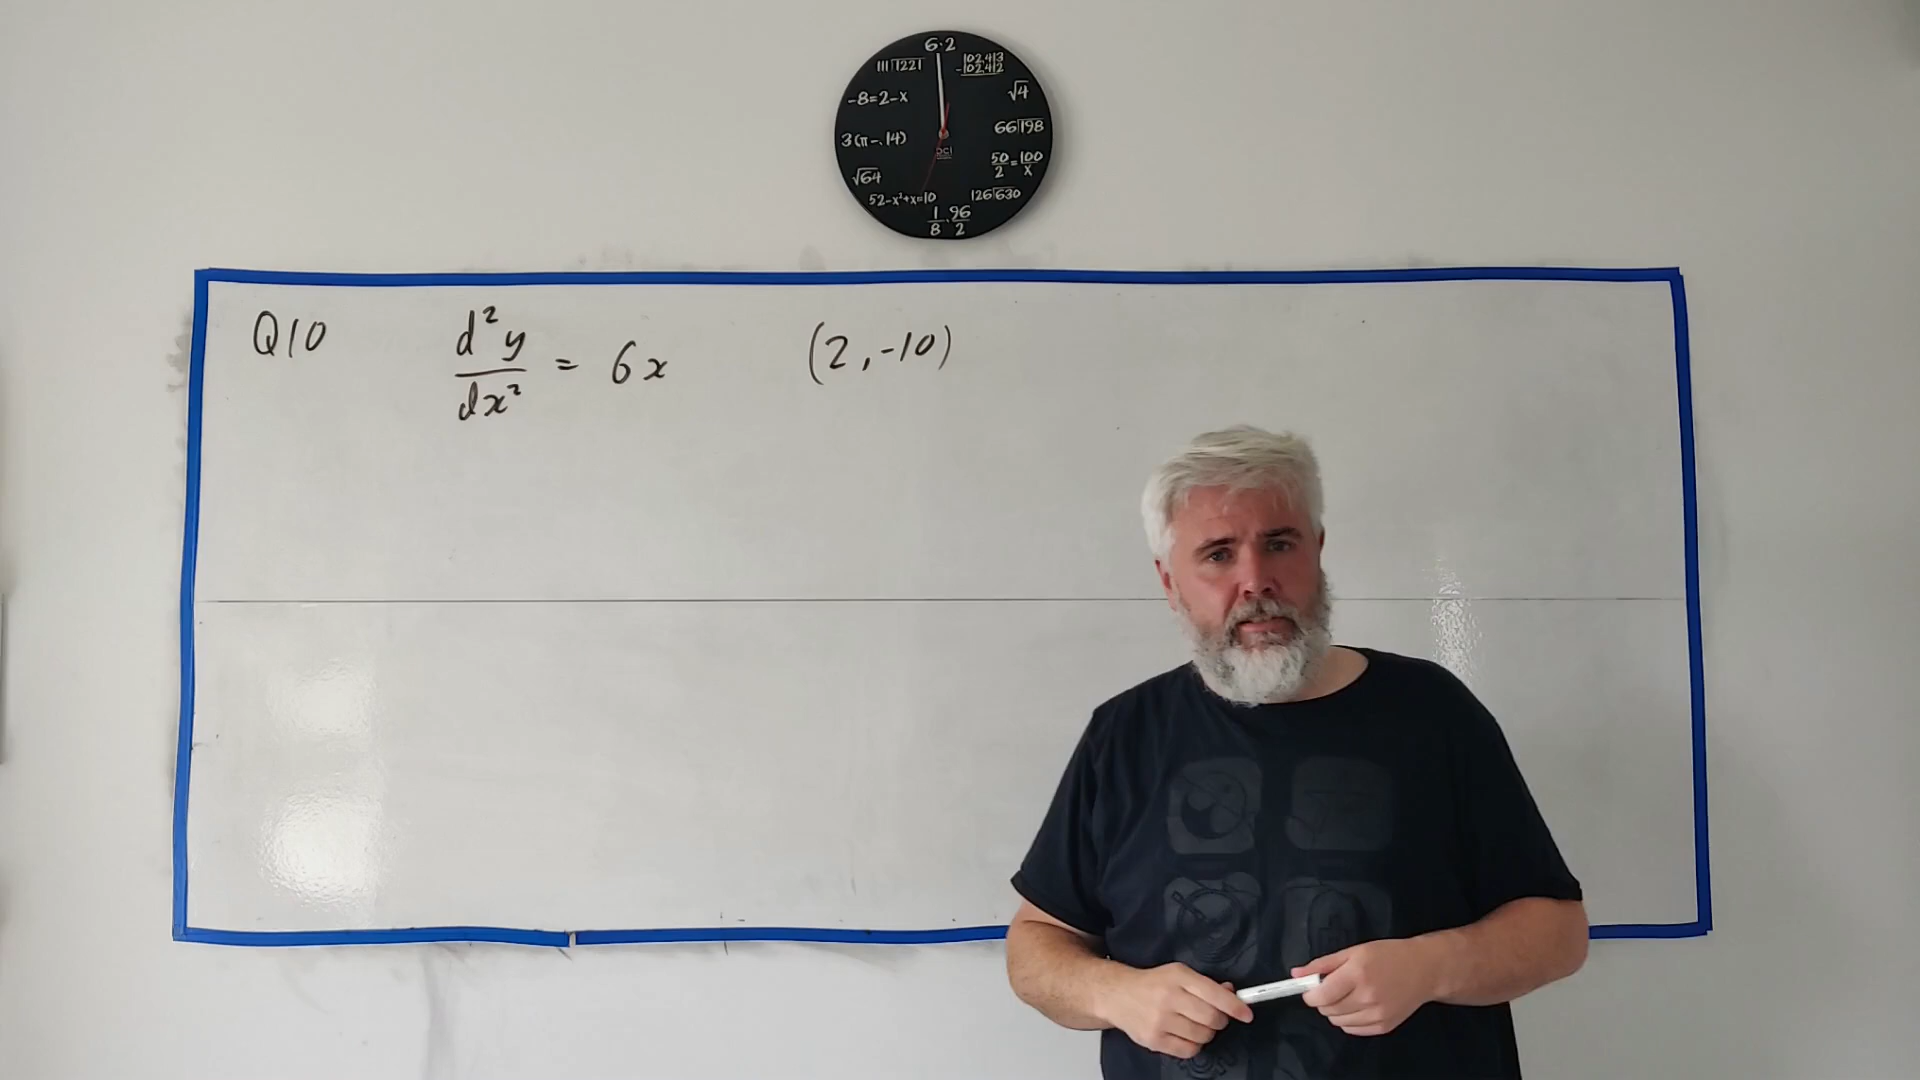 6·2
111⟌1221
102,413
-102,412
-8=2-x
√4
3(π-.14)
66⟌198
√64
50/2=100/x
52-x²+x=10
126⟌630
1/8·96/2
DCI
Q10 d²y/dx² = 6x (2,-10)